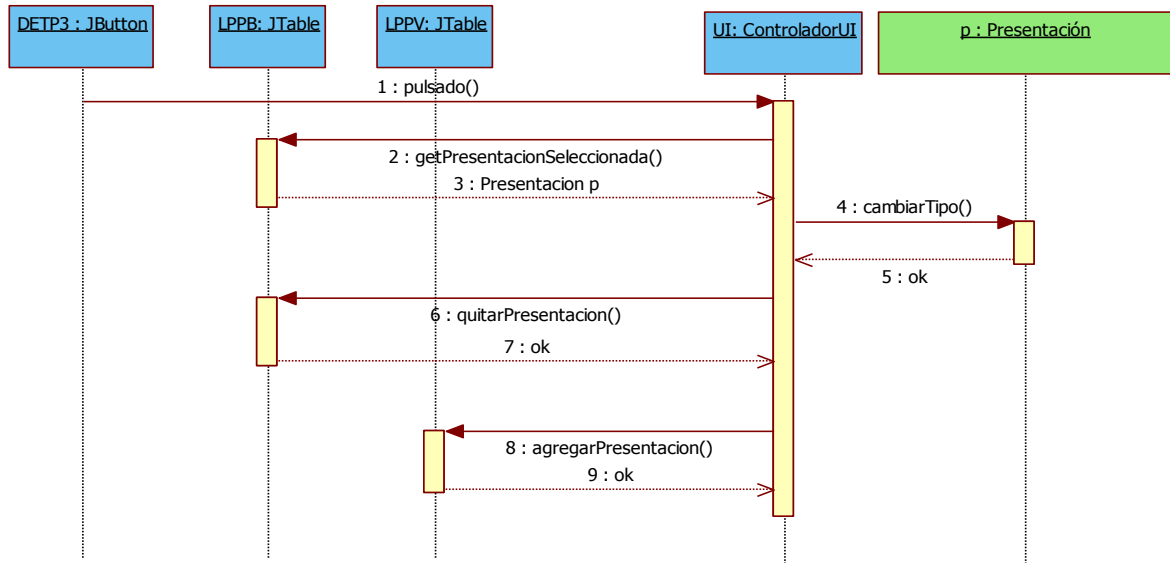 DETP3 : JButton
LPPB: JTable
LPPV: JTable
UI: ControladorUI
p : Presentación
1 : pulsado()
2 : getPresentacionSeleccionada()
3 : Presentacion p
4 : cambiarTipo()
5 : ok
6 : quitarPresentacion()
7 : ok
8 : agregarPresentacion()
9 : ok